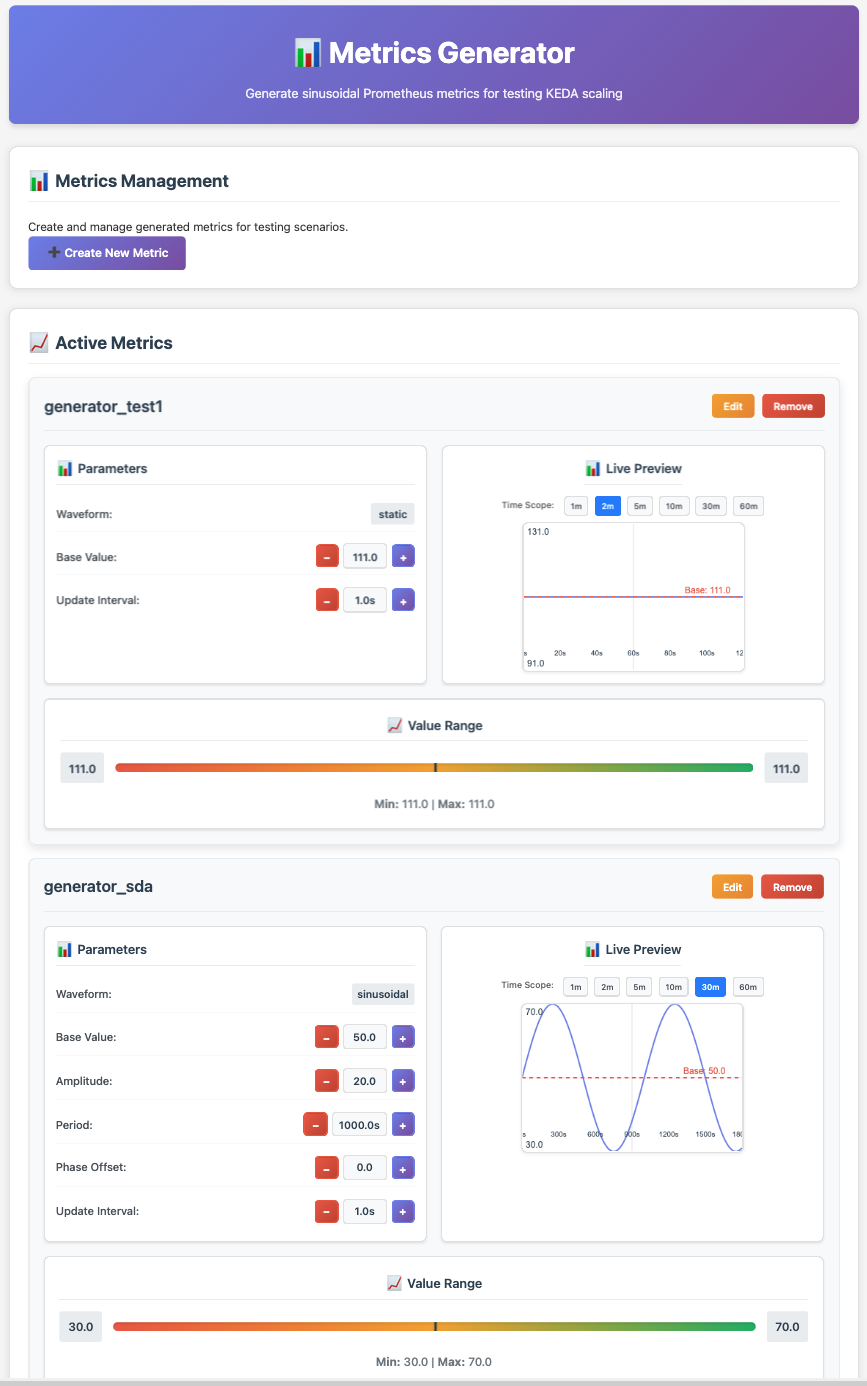 Metrics Generator
Generate sinusoidal Prometheus metrics for testing KEDA scaling
Metrics Management
Create and manage generated metrics for testing scenarios.
Create New Metric
Active Metrics
generator_test1
Edit Remove
Parameters
Waveform: static
Base Value: – 111.0 +
Update Interval: – 1.0s +
Live Preview
Time Scope: 1m 2m 5m 10m 30m 60m
131.0
Base: 111.0
s 20s 40s 60s 80s 100s 12
91.0
Value Range
111.0 111.0
Min: 111.0 | Max: 111.0
generator_sda
Edit Remove
Parameters
Waveform: sinusoidal
Base Value: – 50.0 +
Amplitude: – 20.0 +
Period: – 1000.0s +
Phase Offset: – 0.0 +
Update Interval: – 1.0s +
Live Preview
Time Scope: 1m 2m 5m 10m 30m 60m
70.0
Base: 50.0
s 300s 600s 900s 1200s 1500s 180
30.0
Value Range
30.0 70.0
Min: 30.0 | Max: 70.0